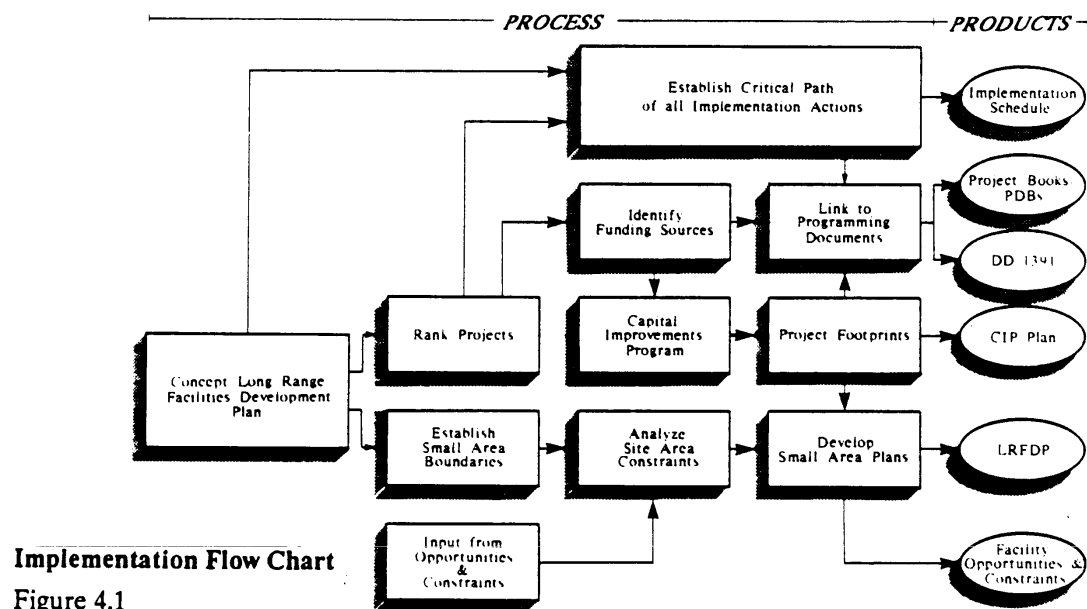 PROCESS
PRODUCTS
Establish Critical Path
of all Implementation Actions
Implementation
Schedule
Identify
Funding Sources
Link to
Programming
Documents
Project Books
PDBs
DD 1391
Rank Projects
Capital
Improvements
Program
Project Footprints
CIP Plan
Concept Long Range
Facilities Development
Plan
Establish
Small Area
Boundaries
Analyze
Site Area
Constraints
Develop
Small Area Plans
LRFDP
Input from
Opportunities
&
Constraints
Facility
Opportunities &
Constraints
Implementation Flow Chart
Figure 4.1